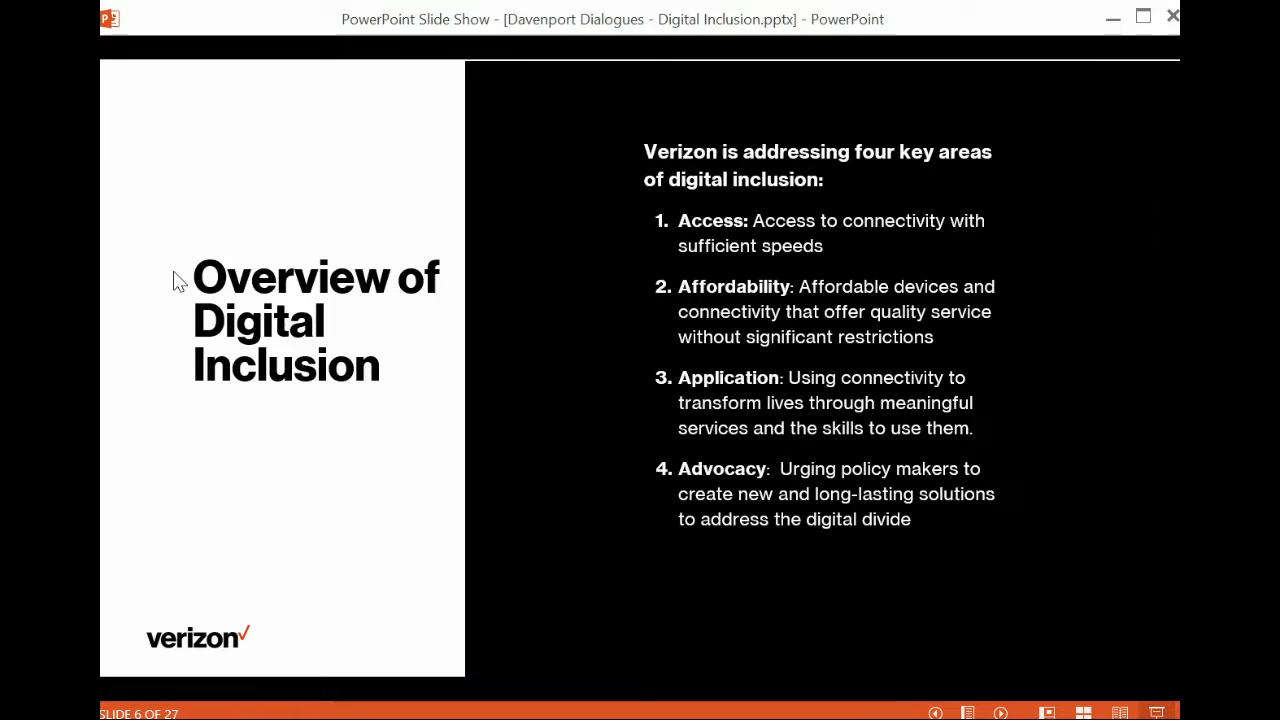 PowerPoint Slide Show - [Davenport Dialogues - Digital Inclusion.pptx] - PowerPoint
Overview of
Digital
Inclusion
verizon
Verizon is addressing four key areas
of digital inclusion:
1. Access: Access to connectivity with
sufficient speeds
2. Affordability: Affordable devices and
connectivity that offer quality service
without significant restrictions
3. Application: Using connectivity to
transform lives through meaningful
services and the skills to use them.
4. Advocacy:  Urging policy makers to
create new and long-lasting solutions
to address the digital divide
SLIDE 6 OF 27